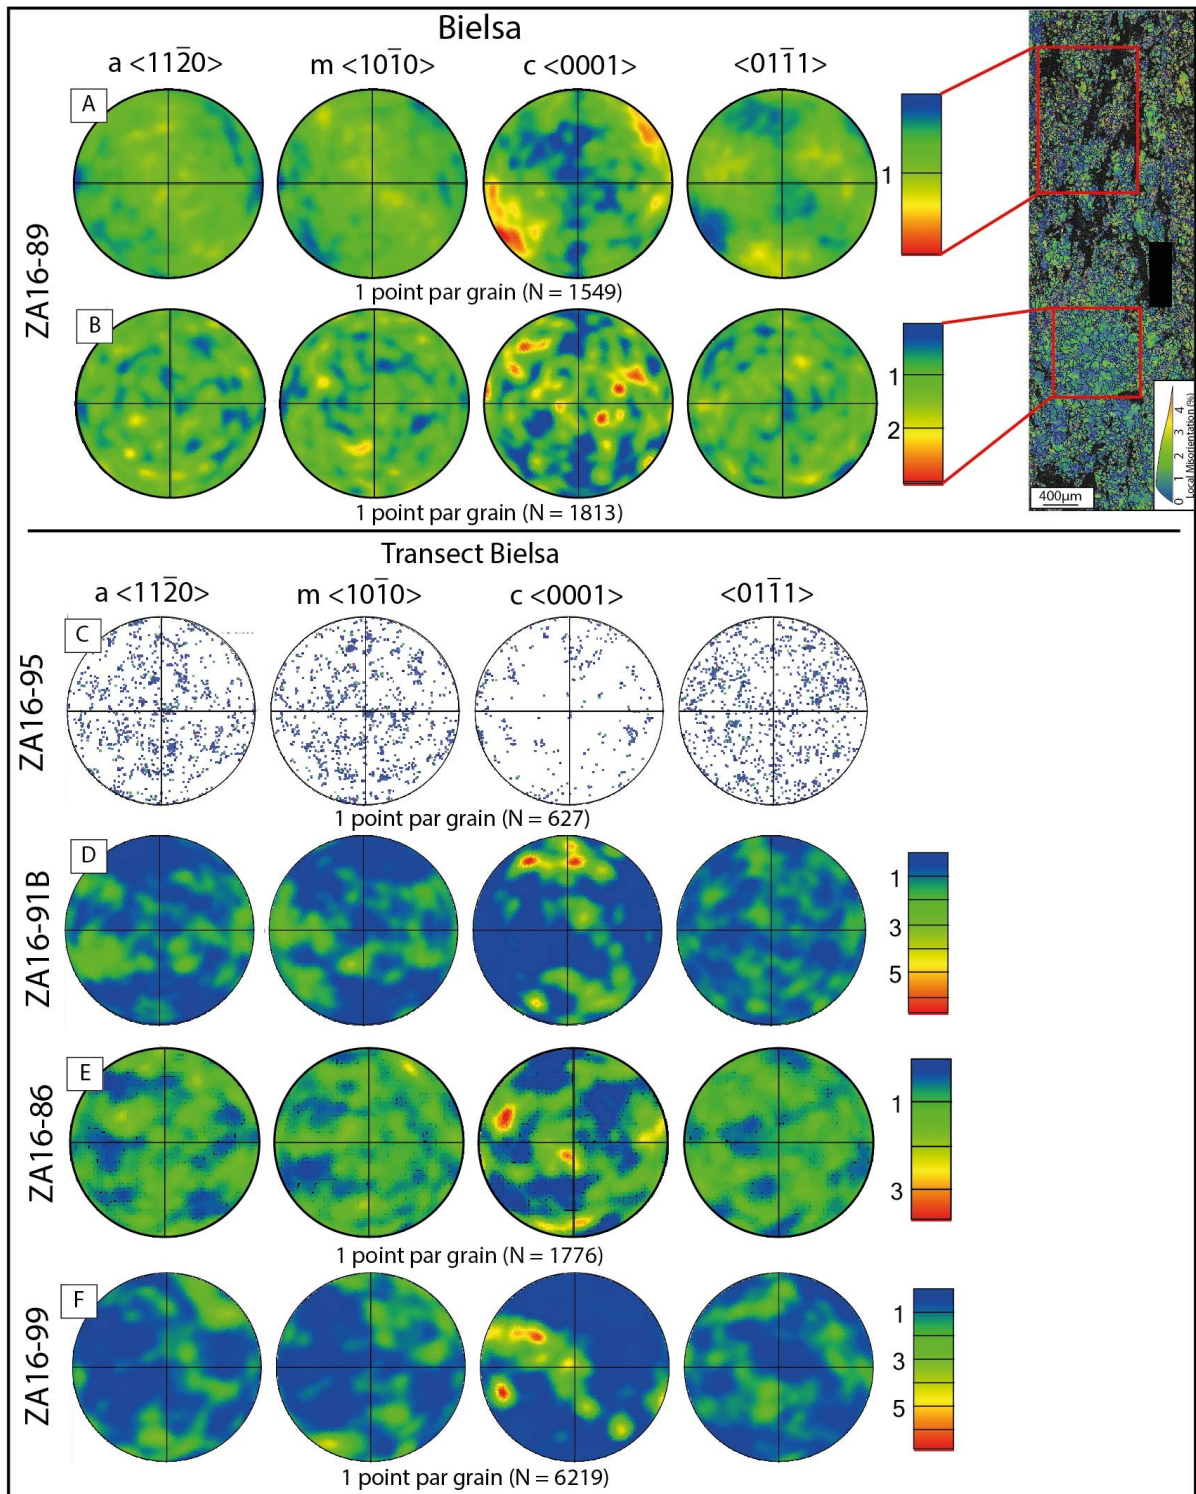 Bielsa
a <112̄0> m <101̄0> c <0001> <011̄1>
ZA16-89
A
1
1 point par grain (N = 1549)
B
1
2
1 point par grain (N = 1813)
400µm
0 1 2 3 4
Local Misorientation (%)
Transect Bielsa
a <112̄0> m <101̄0> c <0001> <011̄1>
ZA16-95
C
1 point par grain (N = 627)
ZA16-91B
D
1
3
5
ZA16-86
E
1
3
1 point par grain (N = 1776)
ZA16-99
F
1
3
5
1 point par grain (N = 6219)